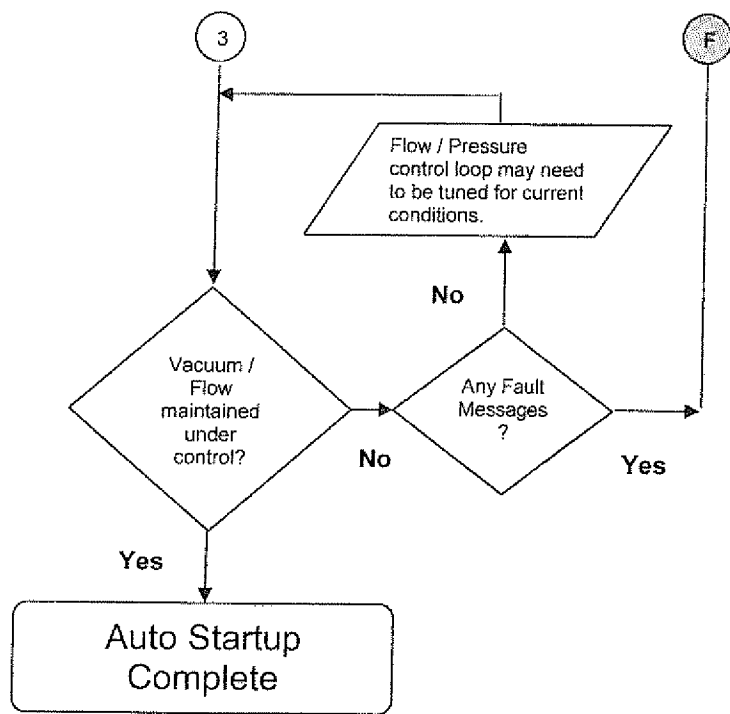 3
F
Flow / Pressure
control loop may need
to be tuned for current
conditions.
No
Vacuum /
Flow
maintained
under
control?
Any Fault
Messages
?
No
Yes
Yes
Auto Startup
Complete